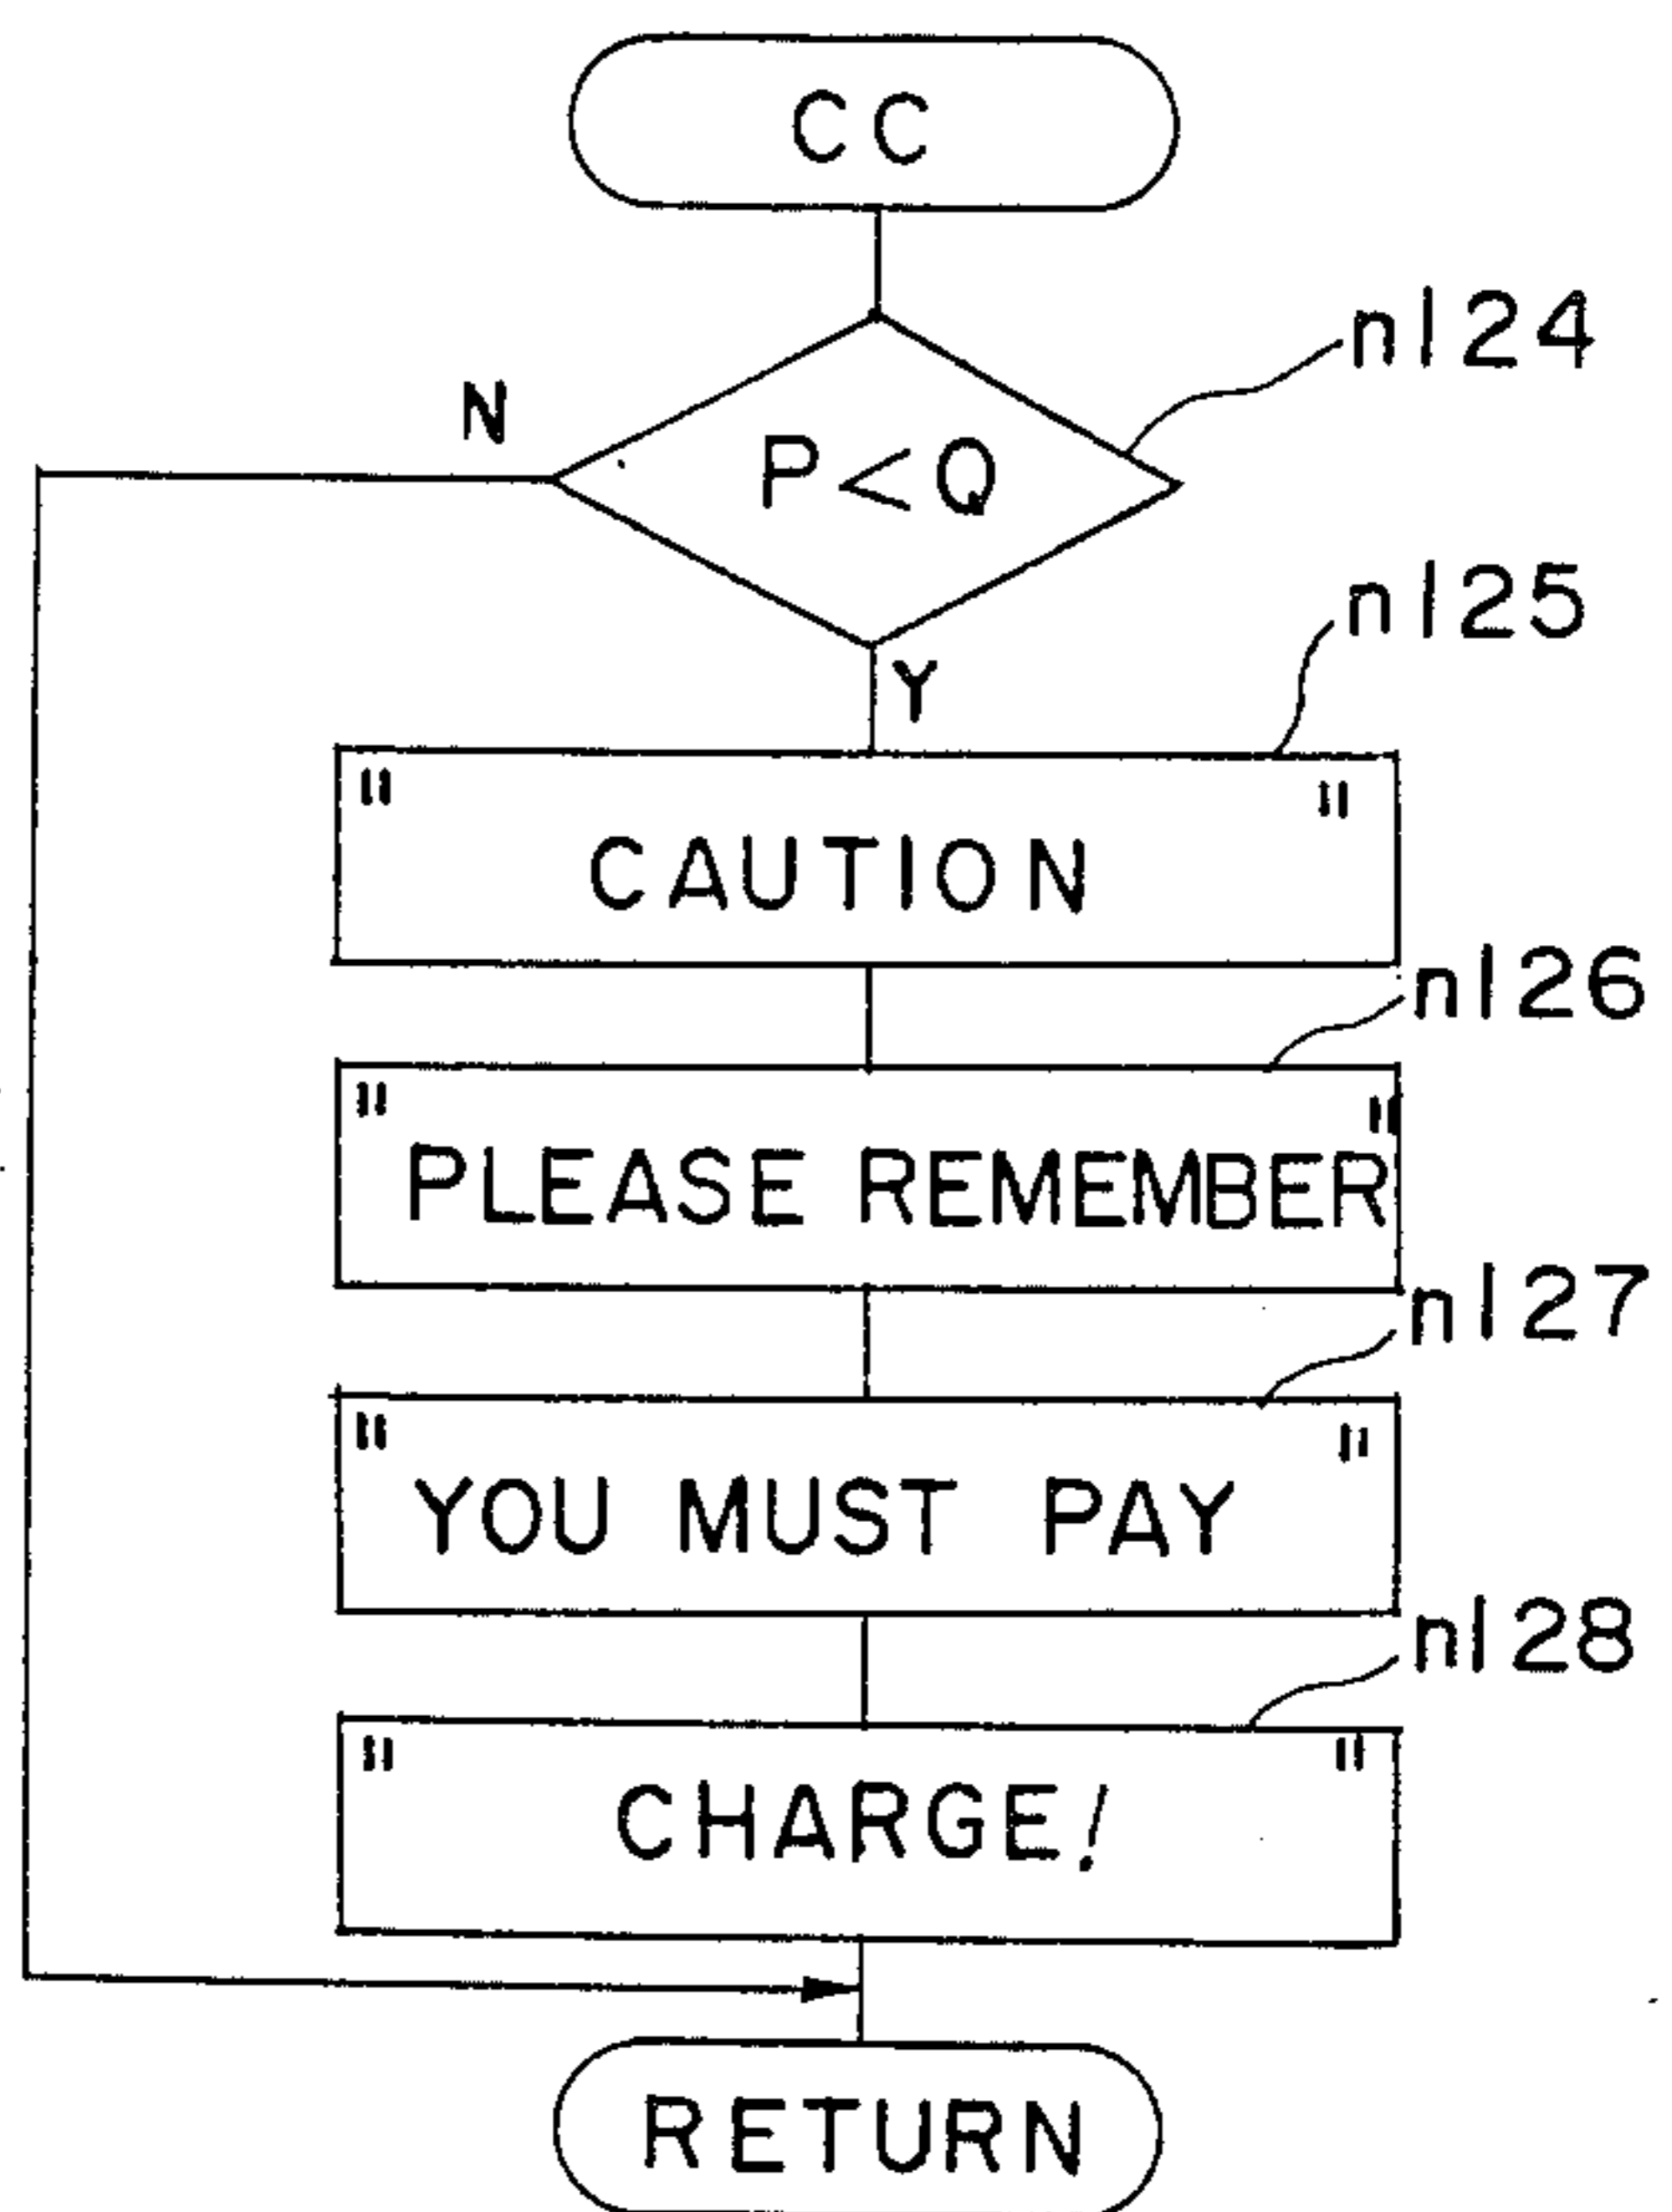 CC
n124
N
P<Q
n125
Y
" "
CAUTION
n126
" "
PLEASE REMEMBER
n127
" "
YOU MUST PAY
n128
" "
CHARGE!
RETURN